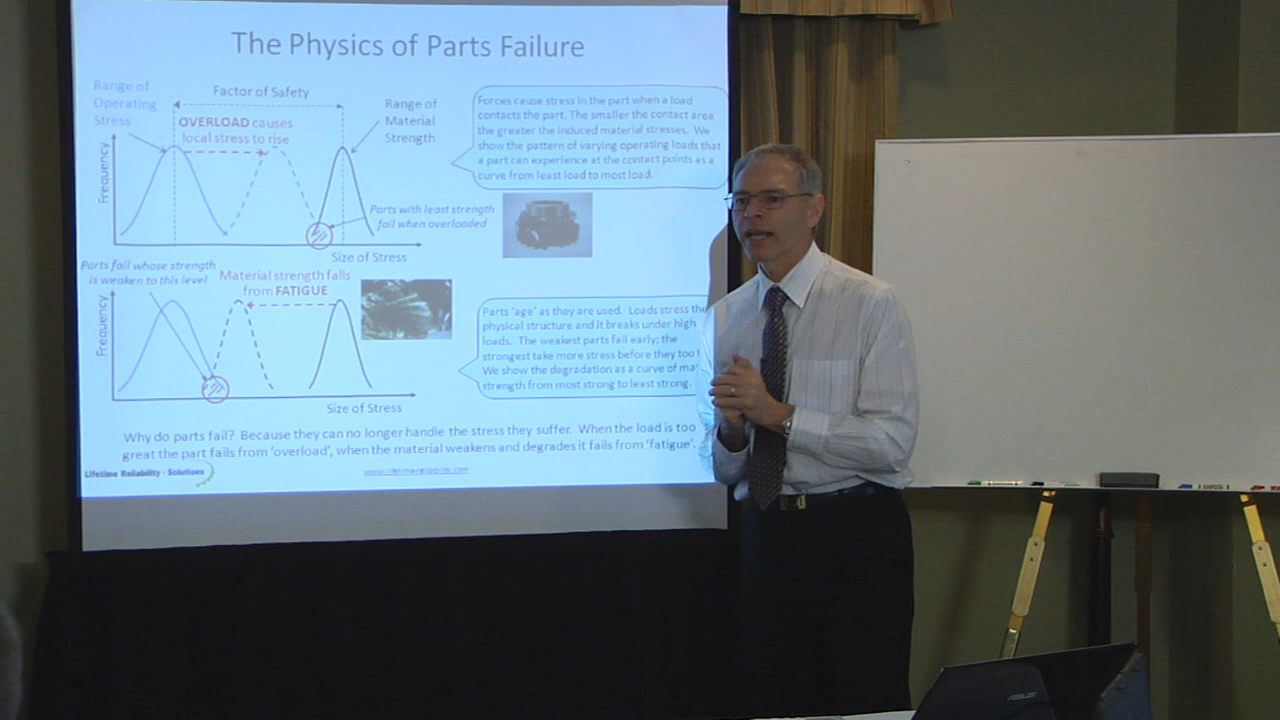 The Physics of Parts Failure
Range of
Operating
Stress
Factor of Safety
OVERLOAD causes
local stress to rise
Range of
Material
Strength
Frequency
Parts with least strength
fail when overloaded
Size of Stress
Forces cause stress in the part when a load
contacts the part. The smaller the contact area
the greater the induced material stresses. We
show the pattern of varying operating loads that
a part can experience at the contact points as a
curve from least load to most load.
Parts fail whose strength
is weaken to this level
Material strength falls
from FATIGUE
Frequency
Size of Stress
Parts 'age' as they are used. Loads stress the
physical structure and it breaks under high
loads. The weakest parts fail early; the
strongest take more stress before they too
We show the degradation as a curve of
strength from most strong to least strong.
Why do parts fail? Because they can no longer handle the stress they suffer. When the load is too
great the part fails from 'overload', when the material weakens and degrades it fails from 'fatigue'.
Lifetime Reliability - Solutions
www.lifetimereliability.com
ASUS